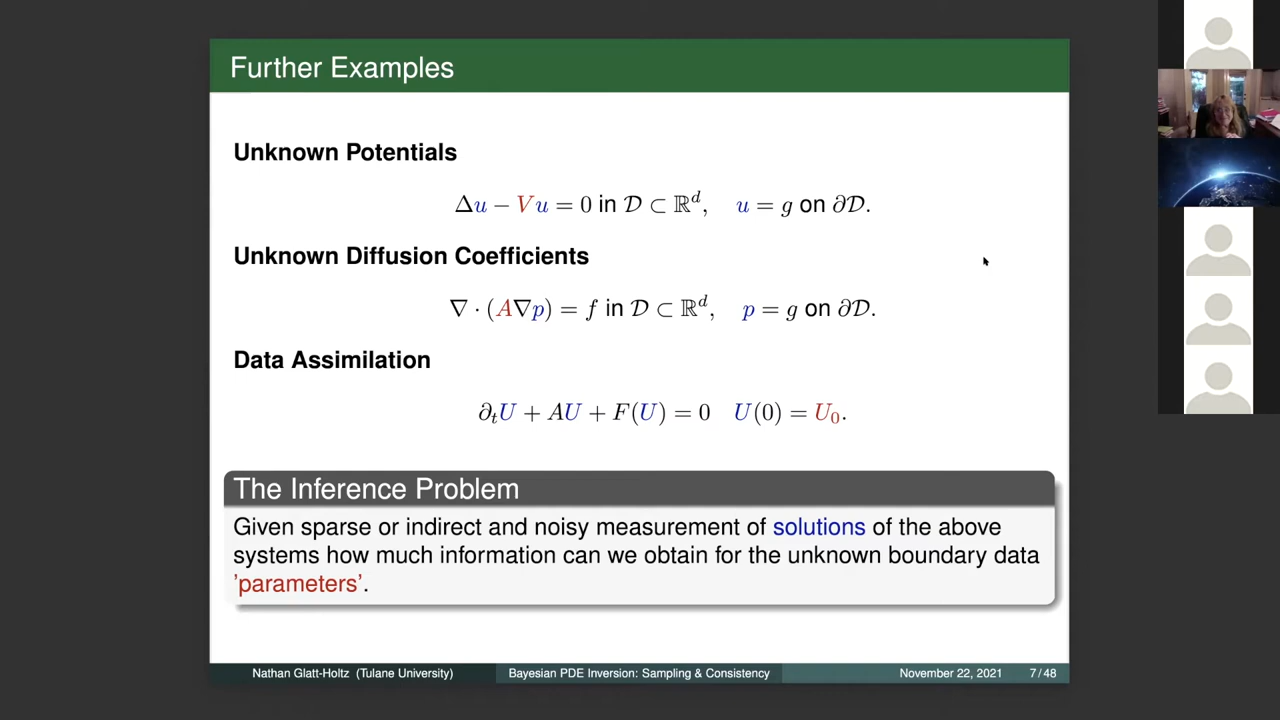 Further Examples
Unknown Potentials
Δu − Vu = 0 in 𝒟 ⊂ ℝ^d,   u = g on ∂𝒟.
Unknown Diffusion Coefficients
∇ · (A∇p) = f in 𝒟 ⊂ ℝ^d,   p = g on ∂𝒟.
Data Assimilation
∂_tU + AU + F(U) = 0   U(0) = U_0.
The Inference Problem
Given sparse or indirect and noisy measurement of solutions of the above
systems how much information can we obtain for the unknown boundary data
'parameters'.
Nathan Glatt-Holtz (Tulane University)   Bayesian PDE Inversion: Sampling & Consistency   November 22, 2021   7 / 48